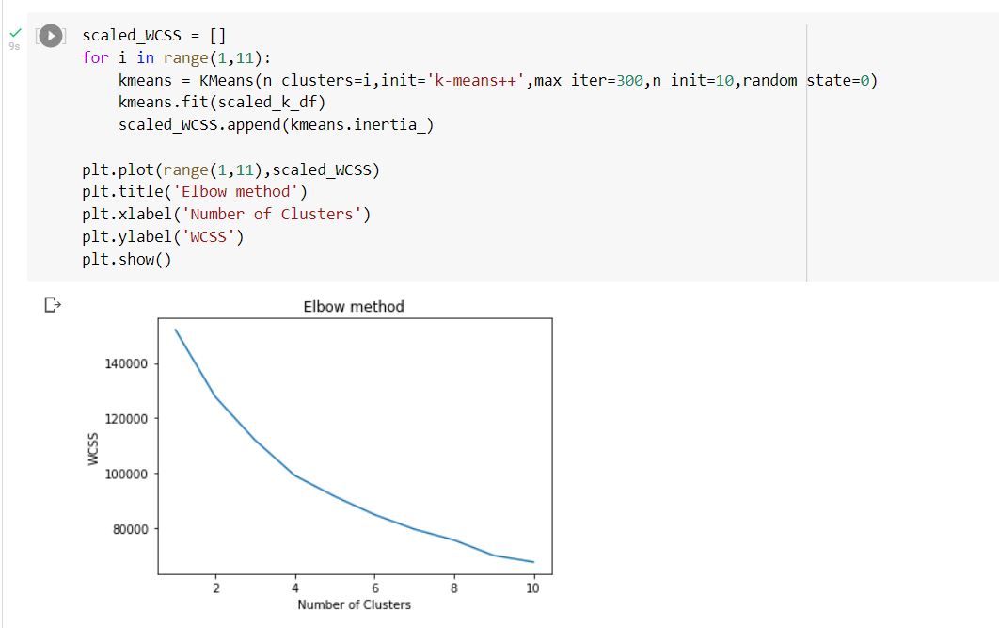 scaled_WCSS = []
for i in range(1,11):
    kmeans = KMeans(n_clusters=i,init='k-means++',max_iter=300,n_init=10,random_state=0)
    kmeans.fit(scaled_k_df)
    scaled_WCSS.append(kmeans.inertia_)
plt.plot(range(1,11),scaled_WCSS)
plt.title('Elbow method')
plt.xlabel('Number of Clusters')
plt.ylabel('WCSS')
plt.show()
9s
Elbow method
140000
120000
100000
80000
WCSS
2 4 6 8 10
Number of Clusters